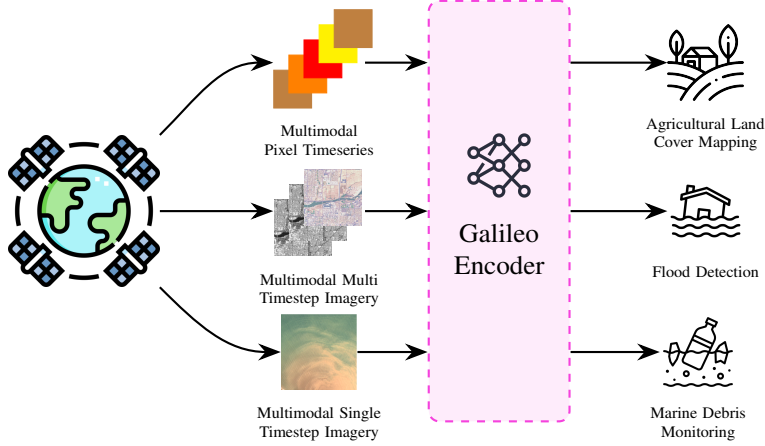 Multimodal
Pixel Timeseries
Multimodal Multi
Timestep Imagery
Multimodal Single
Timestep Imagery
Galileo
Encoder
Agricultural Land
Cover Mapping
Flood Detection
Marine Debris
Monitoring